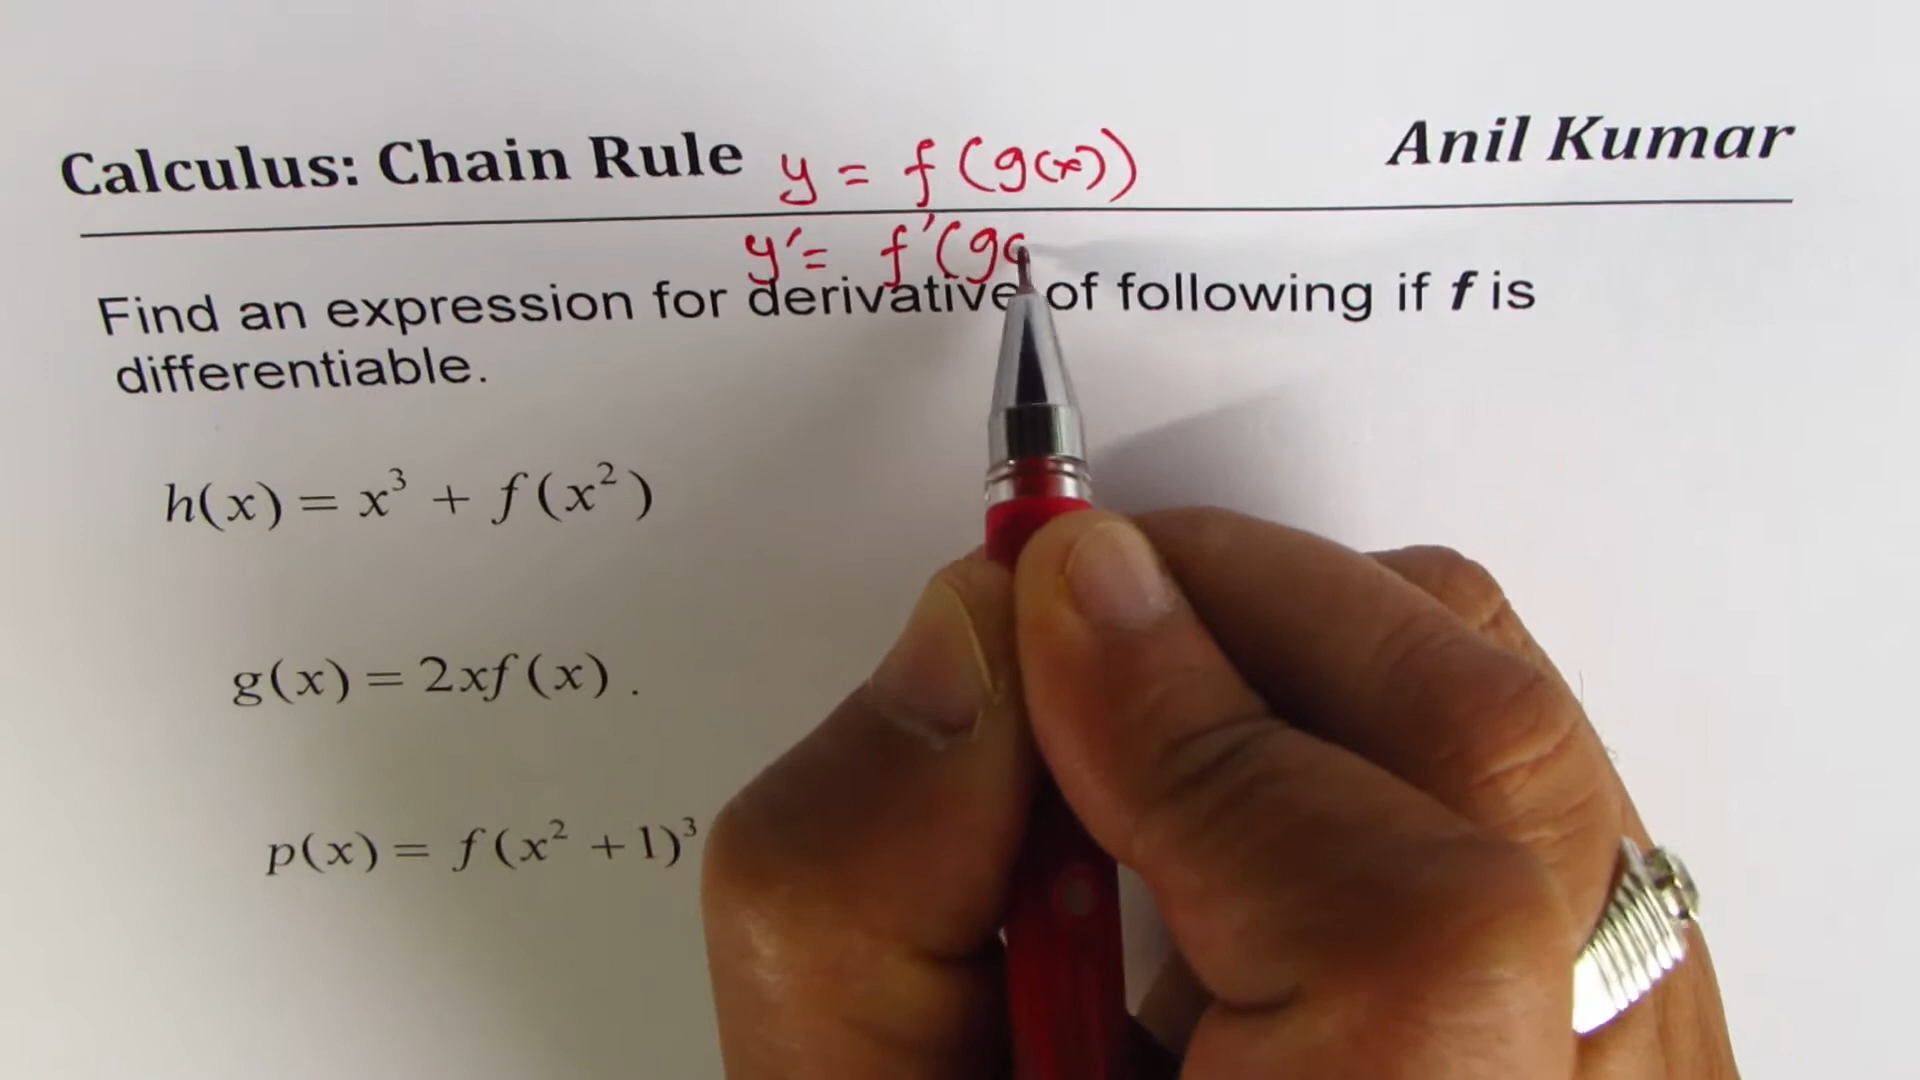 Calculus: Chain Rule y = f(g(x)) Anil Kumar
y' = f'(g(
Find an expression for derivative of following if f is
differentiable.
h(x) = x³ + f(x²)
g(x) = 2xf(x).
p(x) = f(x² + 1)³